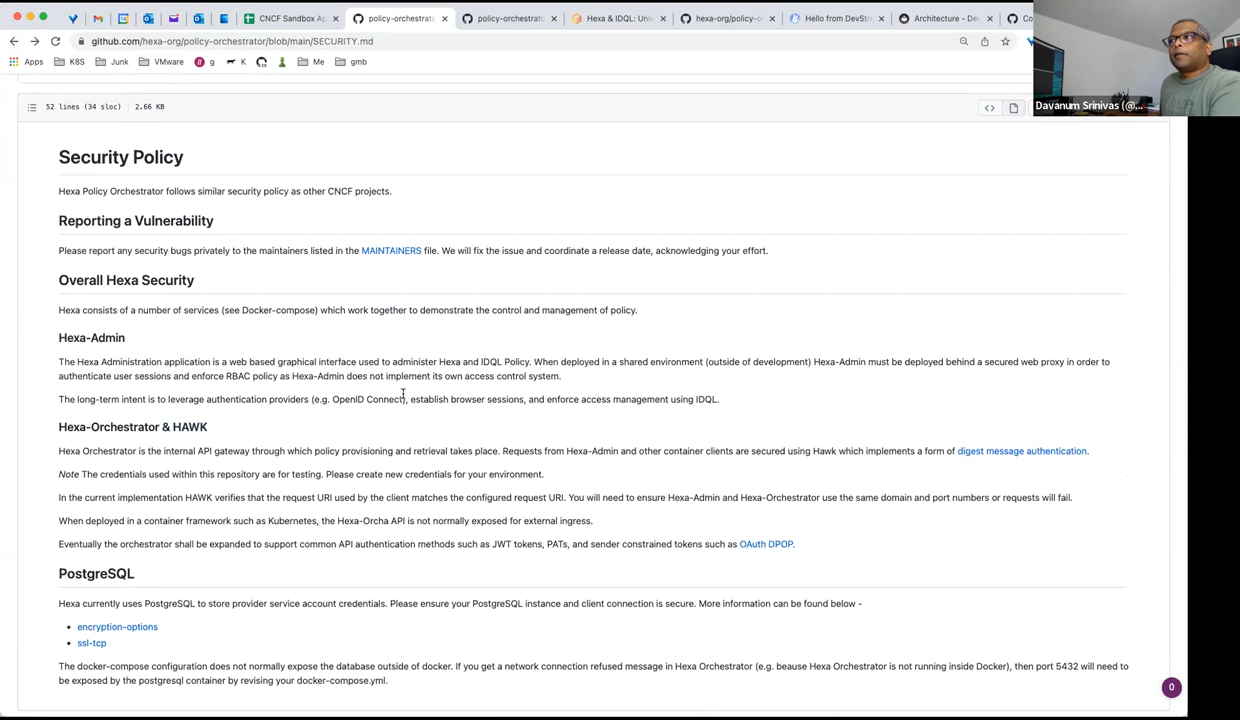 CNCF Sandbox A
policy-orchestrato
policy-orchestrato
Hexa & IDQL: Uni
hexa-org/policy-o
Hello from DevStr
Architecture - De
Co
github.com/hexa-org/policy-orchestrator/blob/main/SECURITY.md
Apps
K8S
Junk
VMware
g
K
Me
gmb
Davanum Srinivas (@...
52 lines (34 sloc) 2.66 KB
Security Policy
Hexa Policy Orchestrator follows similar security policy as other CNCF projects.
Reporting a Vulnerability
Please report any security bugs privately to the maintainers listed in the MAINTAINERS file. We will fix the issue and coordinate a release date, acknowledging your effort.
Overall Hexa Security
Hexa consists of a number of services (see Docker-compose) which work together to demonstrate the control and management of policy.
Hexa-Admin
The Hexa Administration application is a web based graphical interface used to administer Hexa and IDQL Policy. When deployed in a shared environment (outside of development) Hexa-Admin must be deployed behind a secured web proxy in order to
authenticate user sessions and enforce RBAC policy as Hexa-Admin does not implement its own access control system.
The long-term intent is to leverage authentication providers (e.g. OpenID Connect), establish browser sessions, and enforce access management using IDQL.
Hexa-Orchestrator & HAWK
Hexa Orchestrator is the internal API gateway through which policy provisioning and retrieval takes place. Requests from Hexa-Admin and other container clients are secured using Hawk which implements a form of digest message authentication.
Note The credentials used within this repository are for testing. Please create new credentials for your environment.
In the current implementation HAWK verifies that the request URI used by the client matches the configured request URI. You will need to ensure Hexa-Admin and Hexa-Orchestrator use the same domain and port numbers or requests will fail.
When deployed in a container framework such as Kubernetes, the Hexa-Orcha API is not normally exposed for external ingress.
Eventually the orchestrator shall be expanded to support common API authentication methods such as JWT tokens, PATs, and sender constrained tokens such as OAuth DPOP.
PostgreSQL
Hexa currently uses PostgreSQL to store provider service account credentials. Please ensure your PostgreSQL instance and client connection is secure. More information can be found below -
encryption-options
ssl-tcp
The docker-compose configuration does not normally expose the database outside of docker. If you get a network connection refused message in Hexa Orchestrator (e.g. beause Hexa Orchestrator is not running inside Docker), then port 5432 will need to
be exposed by the postgresql container by revising your docker-compose.yml.
0